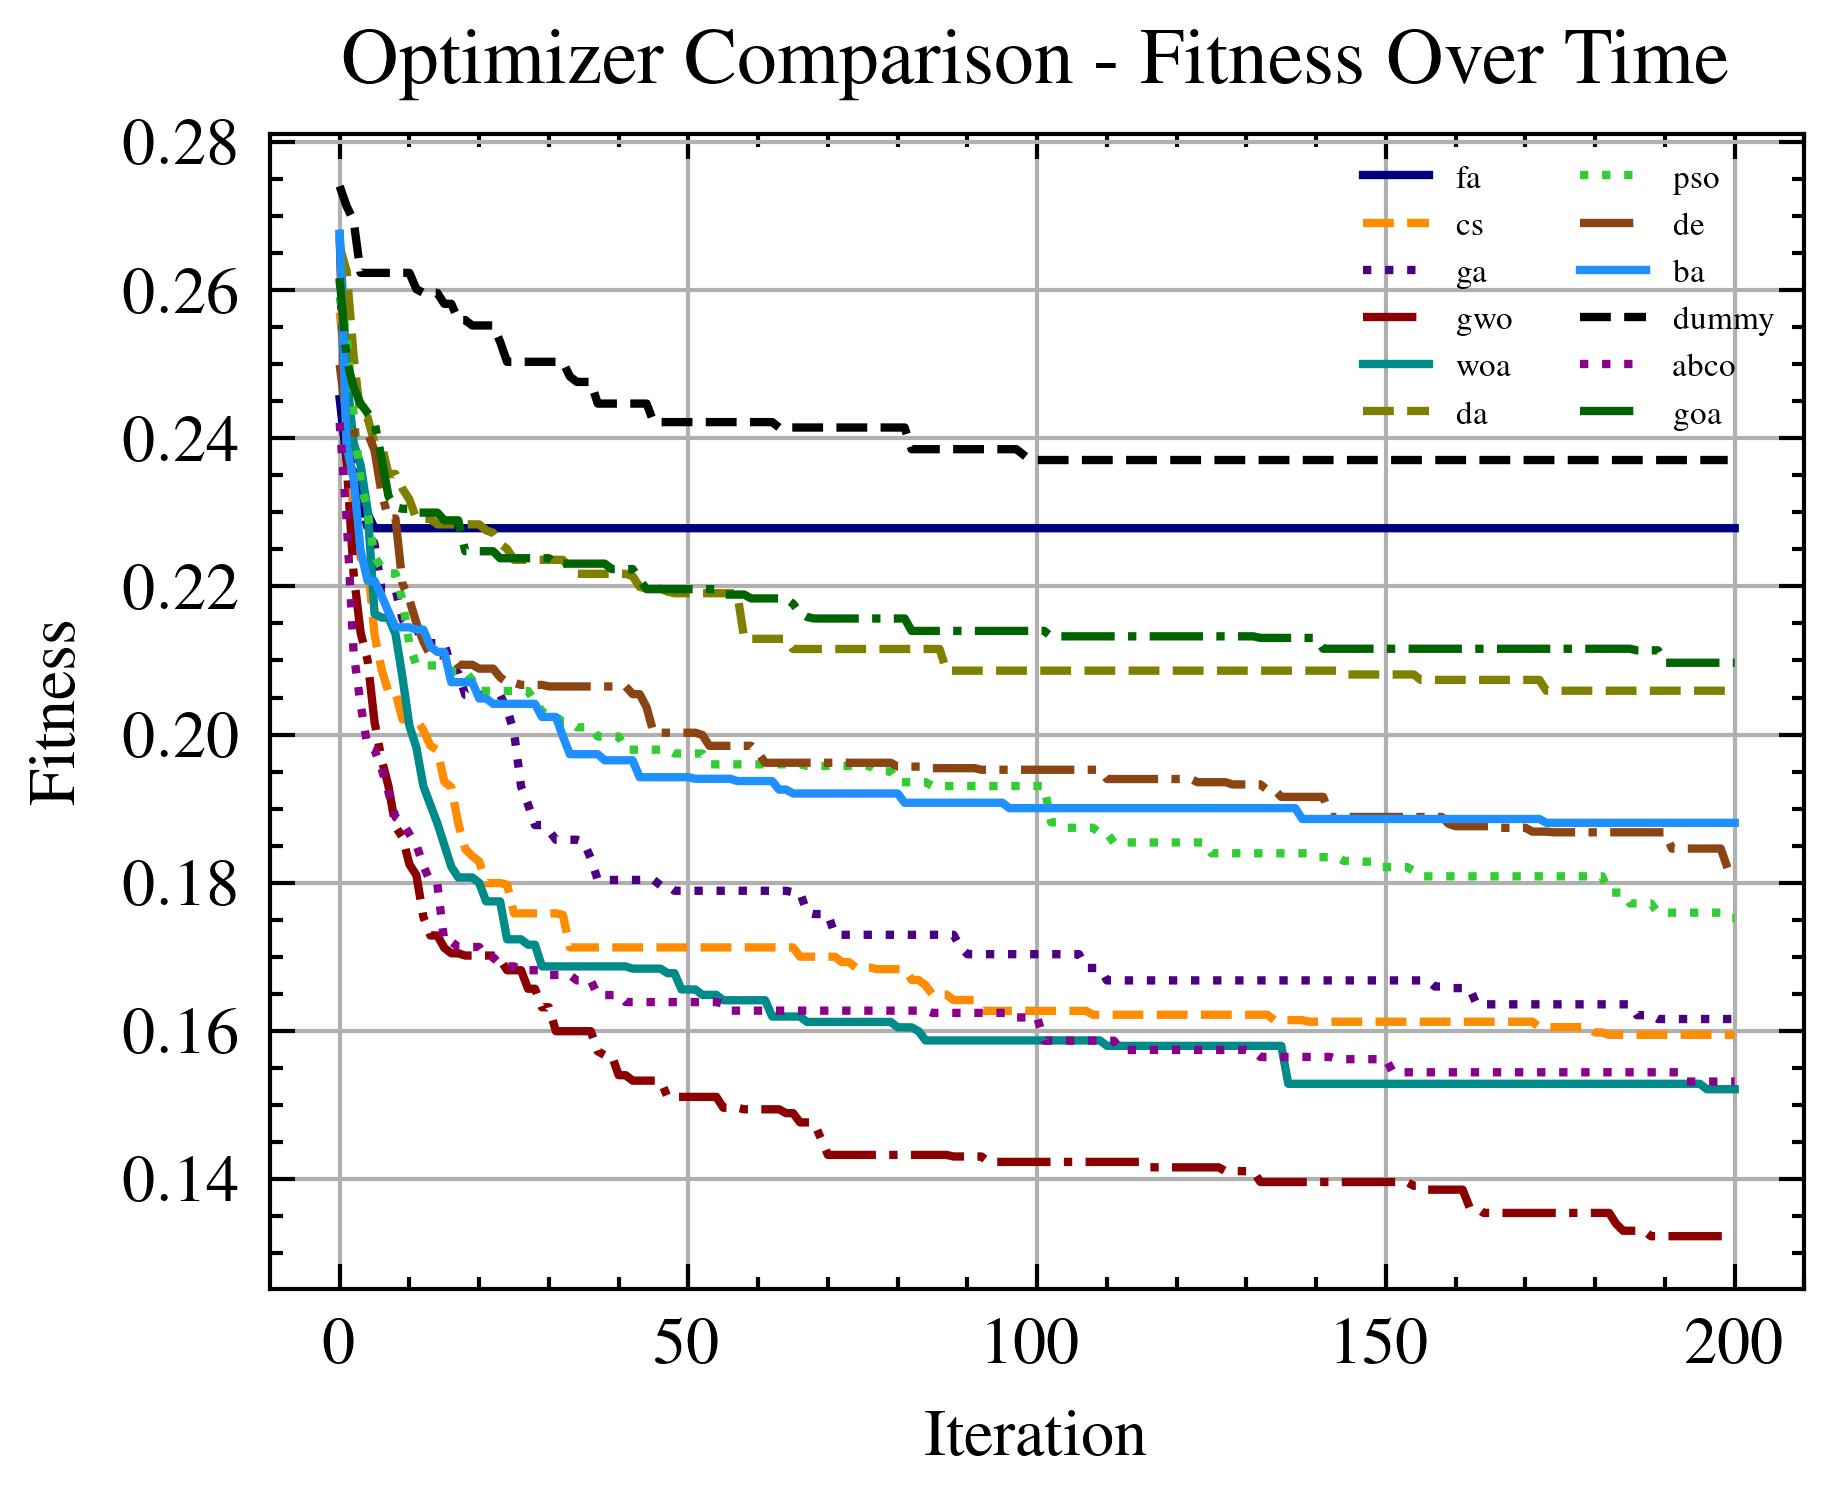 Optimizer Comparison - Fitness Over Time
Fitness
0.28
0.26
0.24
0.22
0.20
0.18
0.16
0.14
fa
cs
ga
gwo
woa
da
pso
de
ba
dummy
abco
goa
0 50 100 150 200
Iteration